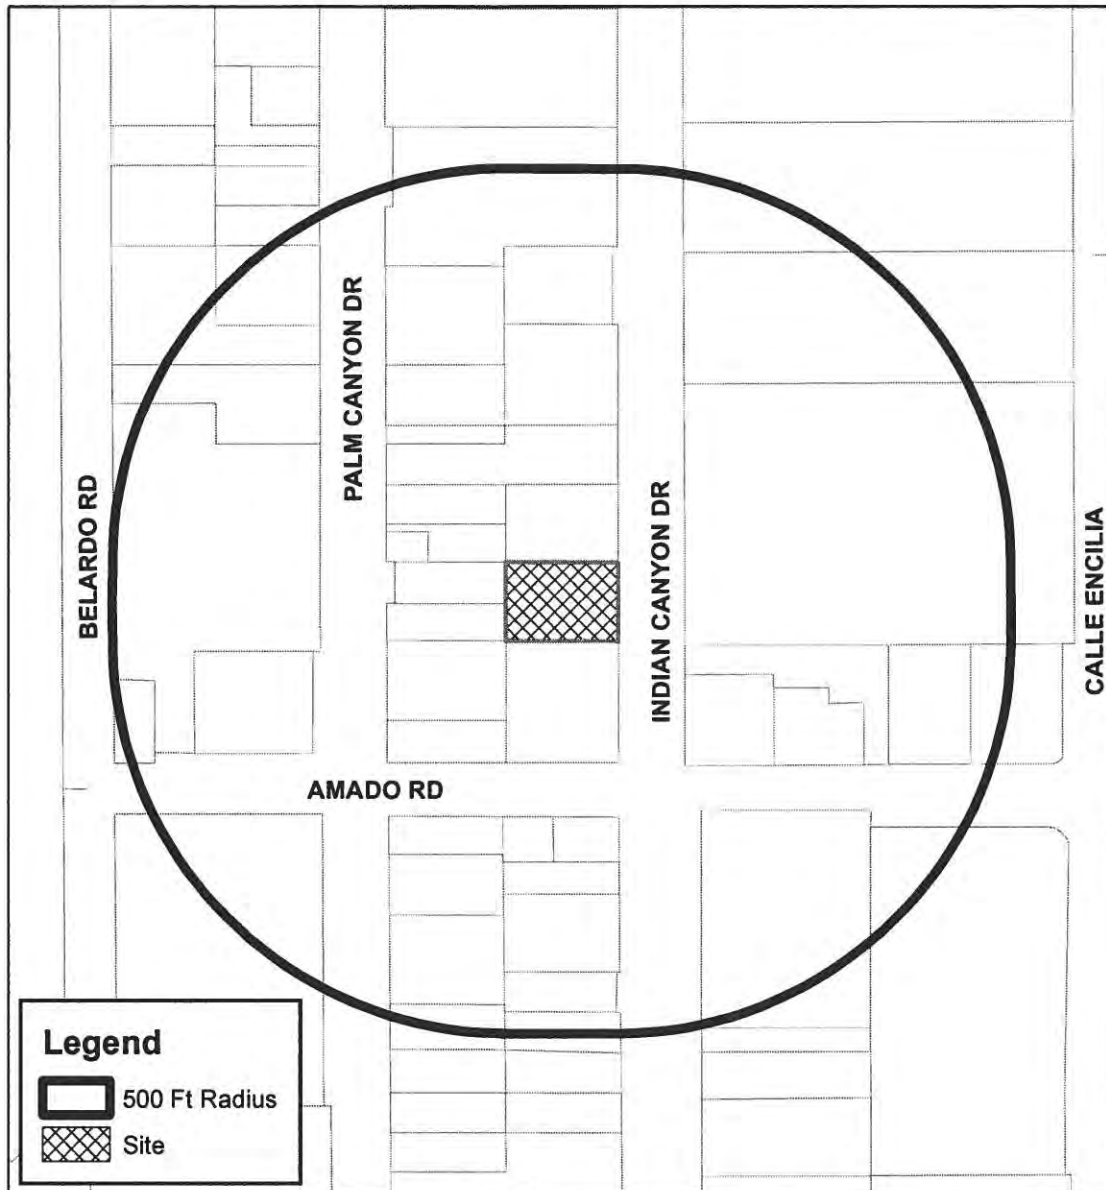 PALM CANYON DR
BELARDO RD
INDIAN CANYON DR
CALLE ENCILIA
AMADO RD
Legend
500 Ft Radius
Site